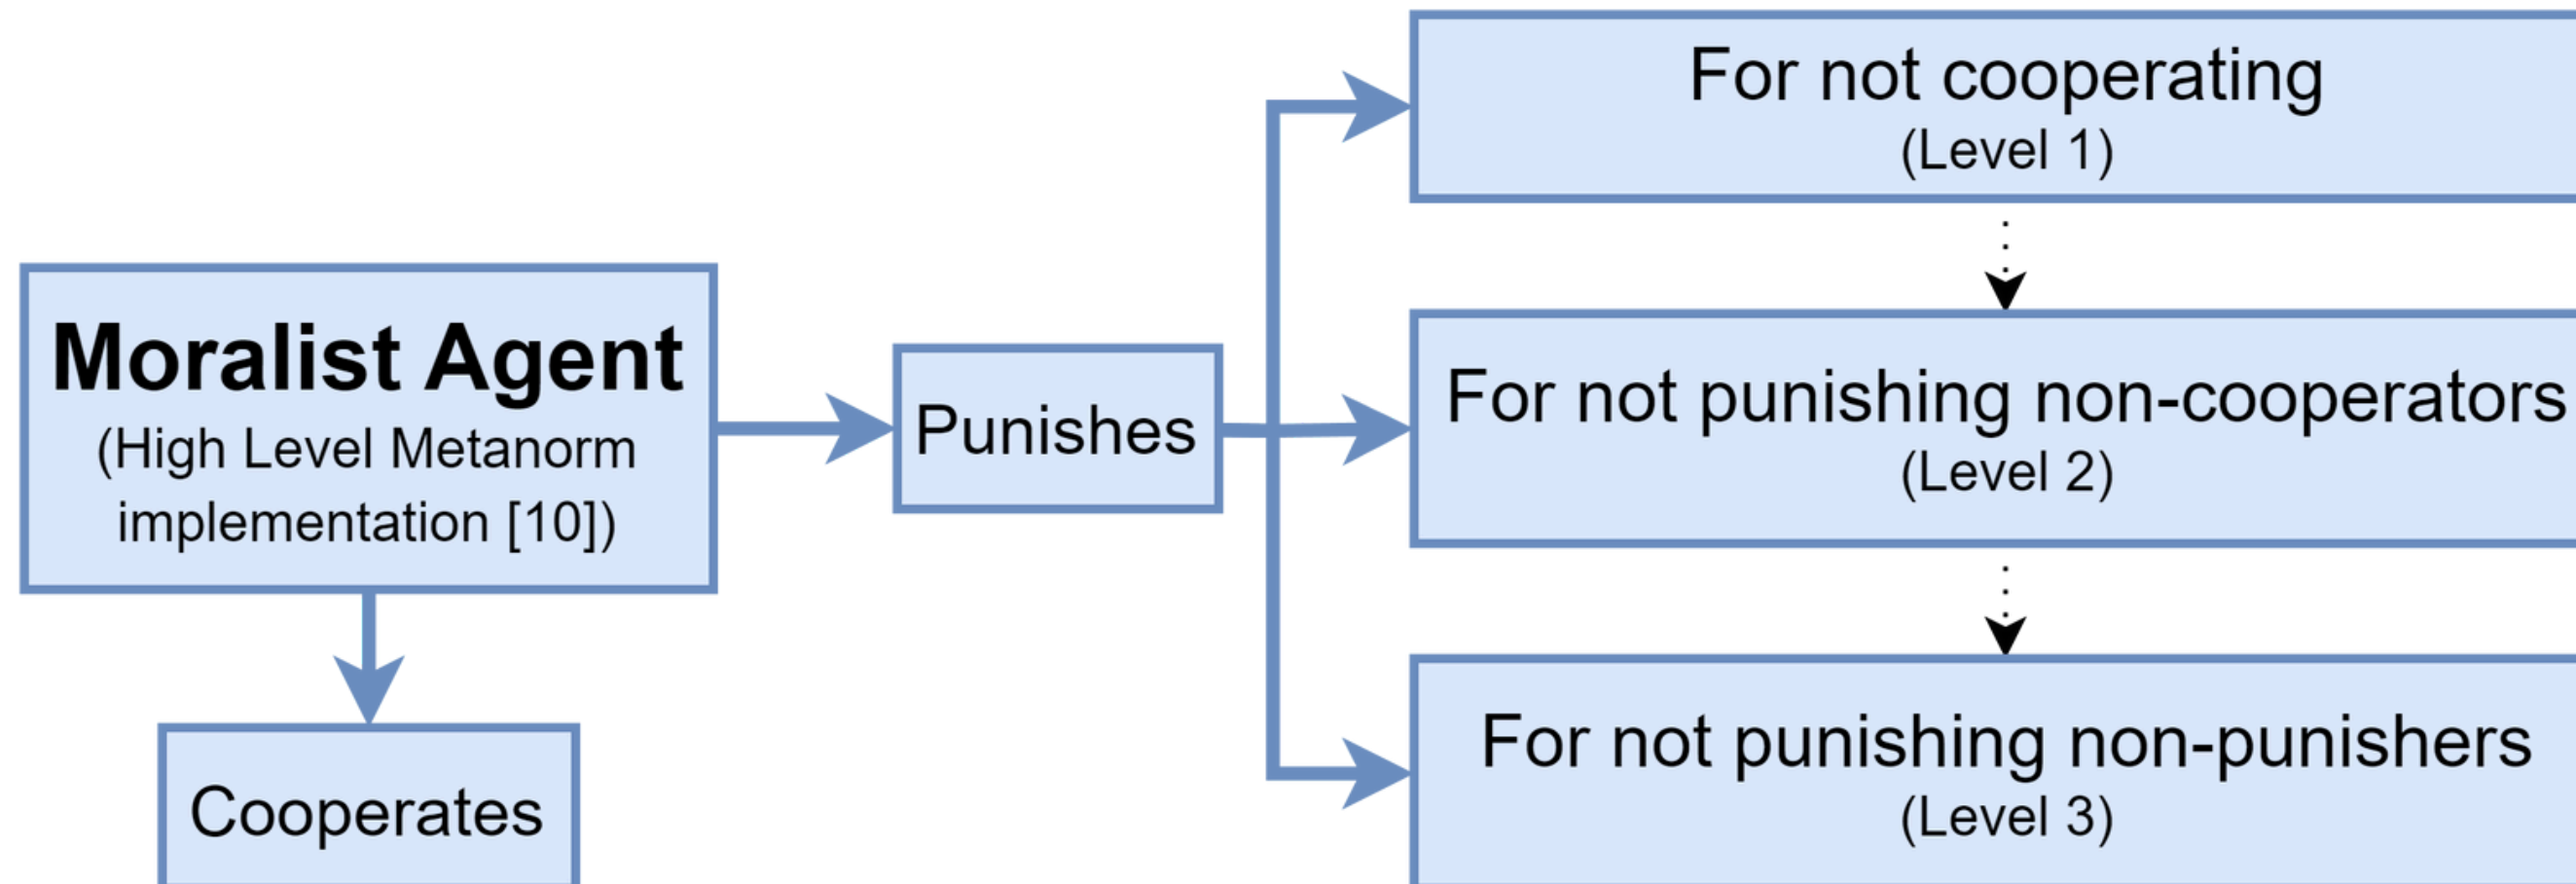 Moralist Agent
(High Level Metanorm
implementation [10])
Cooperates
Punishes
For not cooperating
(Level 1)
For not punishing non-cooperators
(Level 2)
For not punishing non-punishers
(Level 3)